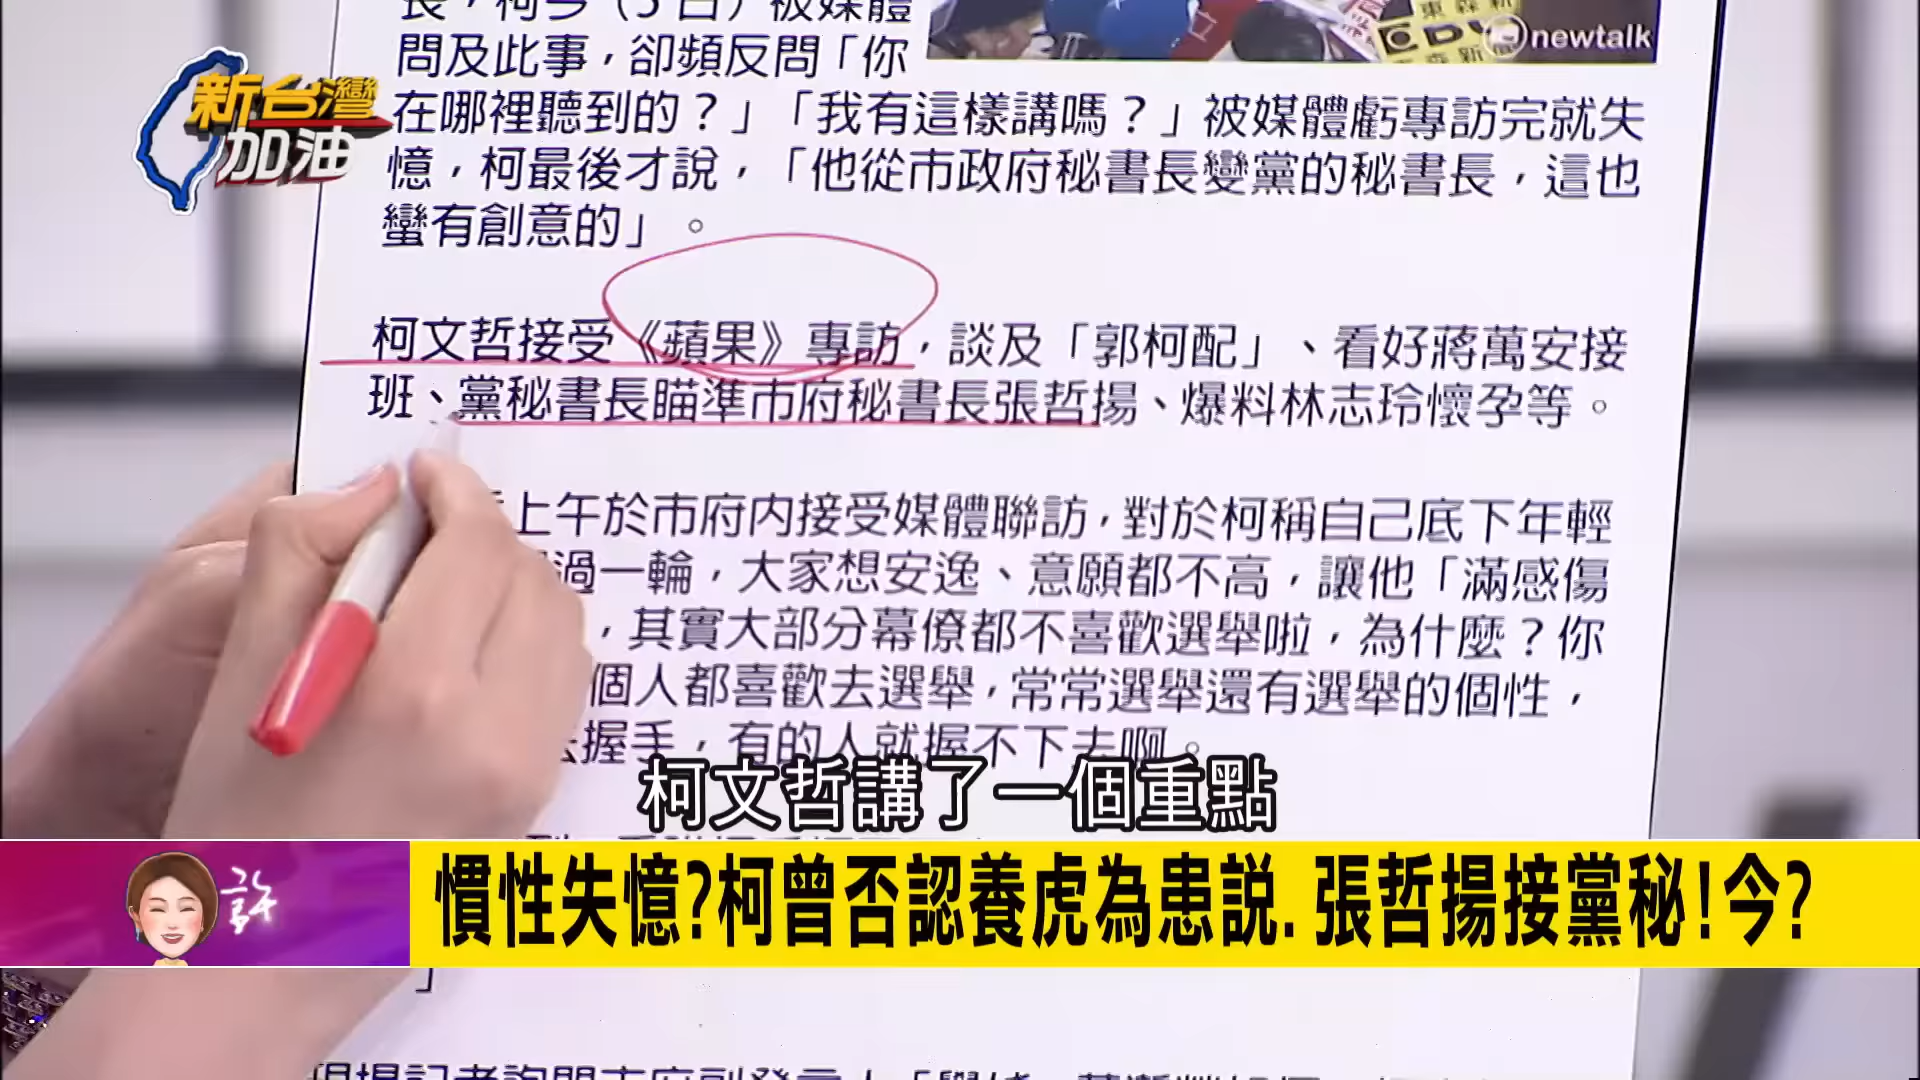 長，柯今（5日）被媒體
問及此事，卻頻反問「你
在哪裡聽到的？」「我有這樣講嗎？」被媒體虧專訪完就失
憶，柯最後才說，「他從市政府秘書長變黨的秘書長，這也
蠻有創意的」。
newtalk
新台灣
加油
柯文哲接受《蘋果》專訪，談及「郭柯配」、看好蔣萬安接
班、黨秘書長瞄準市府秘書長張哲揚、爆料林志玲懷孕等。
上午於市府內接受媒體聯訪，對於柯稱自己底下年輕
過一輪，大家想安逸、意願都不高，讓他「滿感傷
，其實大部分幕僚都不喜歡選舉啦，為什麼？你
個人都喜歡去選舉，常常選舉還有選舉的個性，
去握手，有的人就握不下去啊。
柯文哲講了一個重點
許
慣性失憶?柯曾否認養虎為患説.張哲揚接黨秘!今?
」